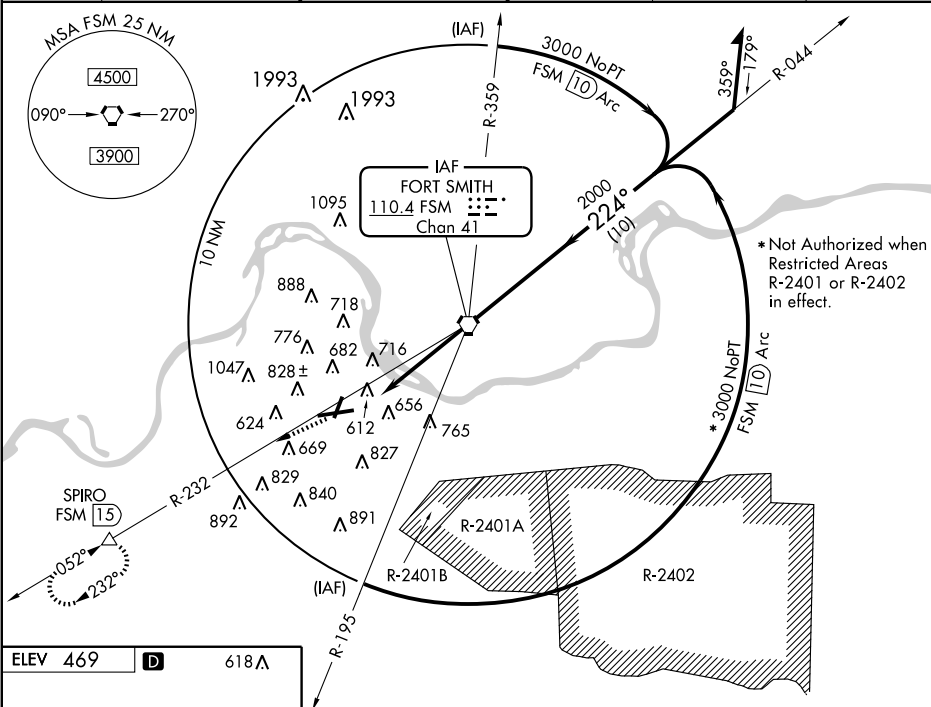 MSA FSM 25 NM
4500
090°
270°
3900
(IAF)
3000 NoPT
FSM 10 Arc
R-359
359°
179°
R-044
1993
1993
IAF
FORT SMITH
110.4 FSM
Chan 41
2000
224°
(10)
1095
10 NM
* Not Authorized when
Restricted Areas
R-2401 or R-2402
in effect.
888
718
776
682
716
1047
828 ±
624
612
656
765
669
827
829
840
892
891
* 3000 NoPT
FSM 10 Arc
R-232
SPIRO
FSM 15
052°
232°
R-2401A
R-2401B
R-2402
(IAF)
R-195
ELEV 469
D
618